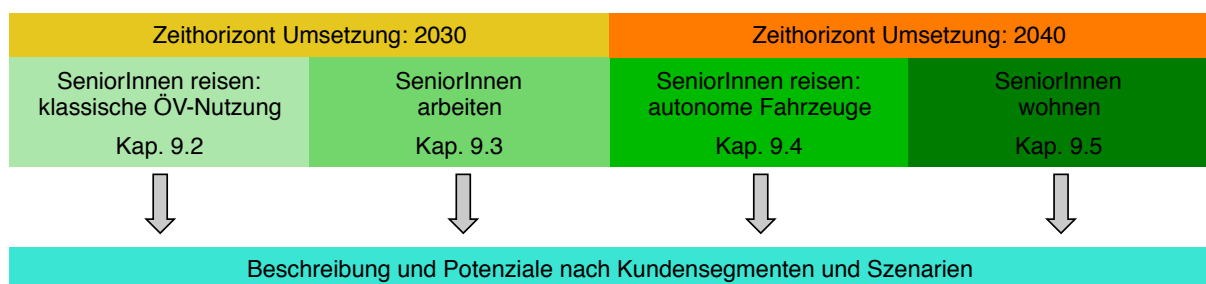 Zeithorizont Umsetzung: 2030
Zeithorizont Umsetzung: 2040
SeniorInnen reisen:
klassische ÖV-Nutzung
Kap. 9.2
SeniorInnen
arbeiten
Kap. 9.3
SeniorInnen reisen:
autonome Fahrzeuge
Kap. 9.4
SeniorInnen
wohnen
Kap. 9.5
Beschreibung und Potenziale nach Kundensegmenten und Szenarien